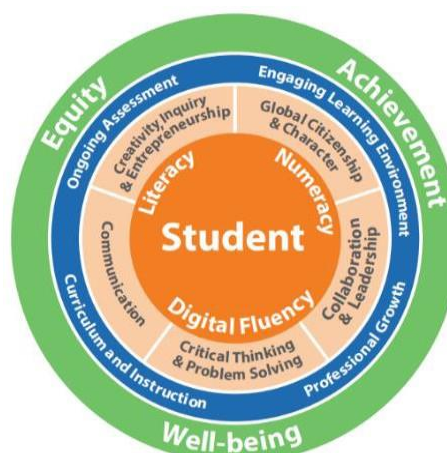 Equity
Achievement
Well-being
Ongoing Assessment
Engaging Learning Environment
Curriculum and Instruction
Professional Growth
Creativity, Inquiry
& Entrepreneurship
Global Citizenship
& Character
Communication
Collaboration
& Leadership
Critical Thinking
& Problem Solving
Literacy
Numeracy
Student
Digital Fluency